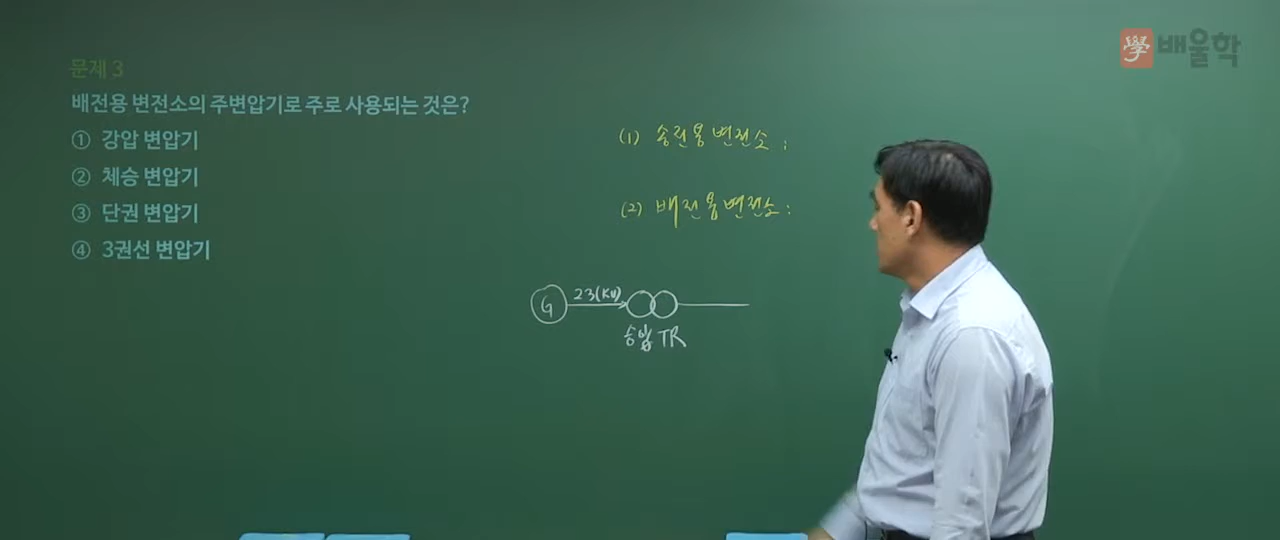 學 배울학
문제 3
배전용 변전소의 주변압기로 주로 사용되는 것은?
① 강압 변압기
② 체승 변압기
③ 단권 변압기
④ 3권선 변압기
(1) 송전용 변전소 :
(2) 배전용 변전소 :
G 23(KV)
승압 TR